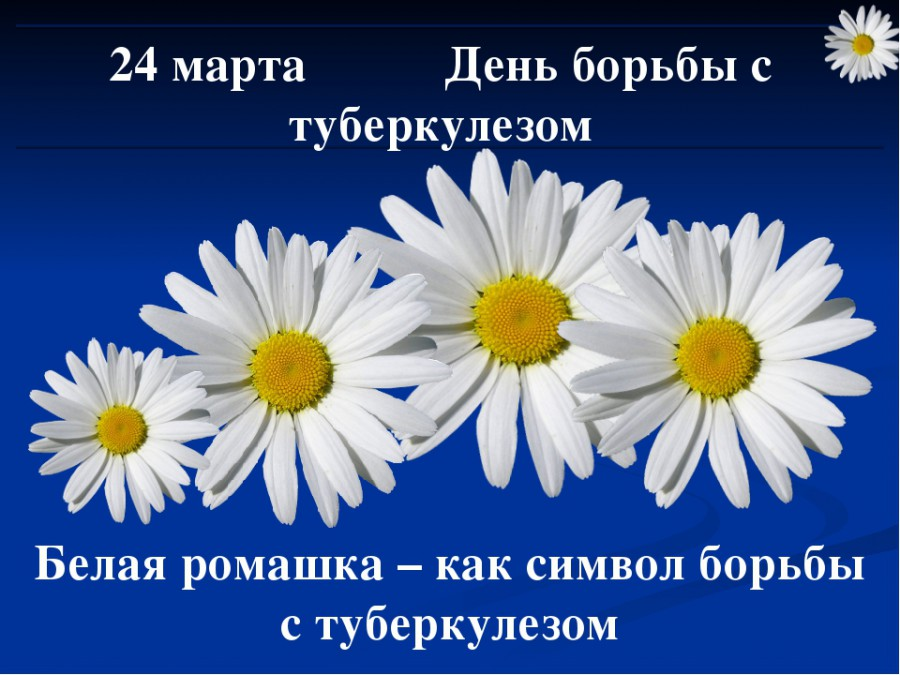 24 марта День борьбы с
туберкулезом
Белая ромашка – как символ борьбы
с туберкулезом